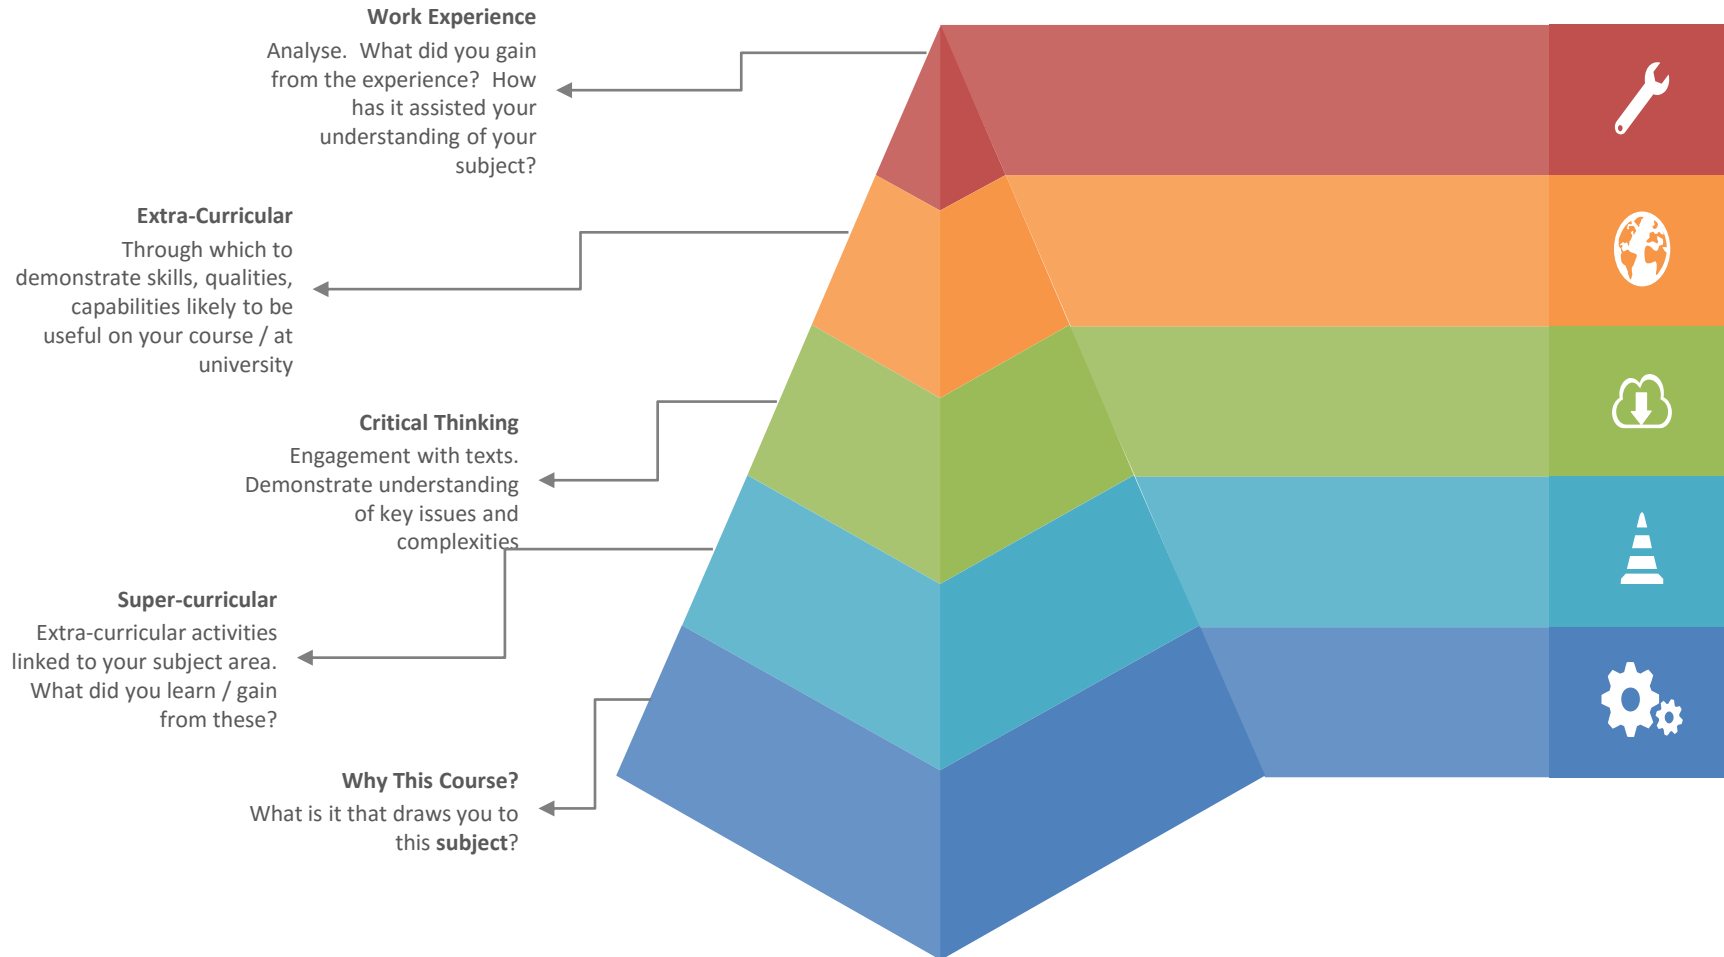 Work Experience
Analyse.  What did you gain
from the experience?  How
has it assisted your
understanding of your
subject?
Extra-Curricular
Through which to
demonstrate skills, qualities,
capabilities likely to be
useful on your course / at
university
Critical Thinking
Engagement with texts.
Demonstrate understanding
of key issues and
complexities
Super-curricular
Extra-curricular activities
linked to your subject area.
What did you learn / gain
from these?
Why This Course?
What is it that draws you to
this subject?